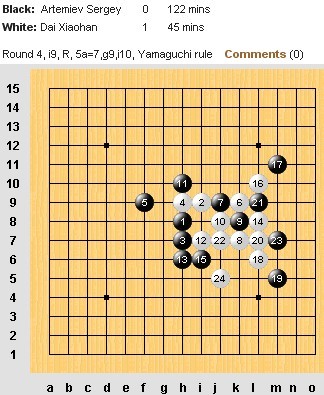 Black: Artemiev Sergey 0 122 mins
White: Dai Xiaohan 1 45 mins
Round 4, i9, R, 5a=7,g9,i10, Yamaguchi rule Comments (0)
15
14
13
12
11 17
10 11 16
9 5 4 2 7 6 21
8 1 10 9 14
7 3 12 22 8 20 23
6 13 15 18
5 24 19
4
3
2
1
a b c d e f g h i j k l m n o